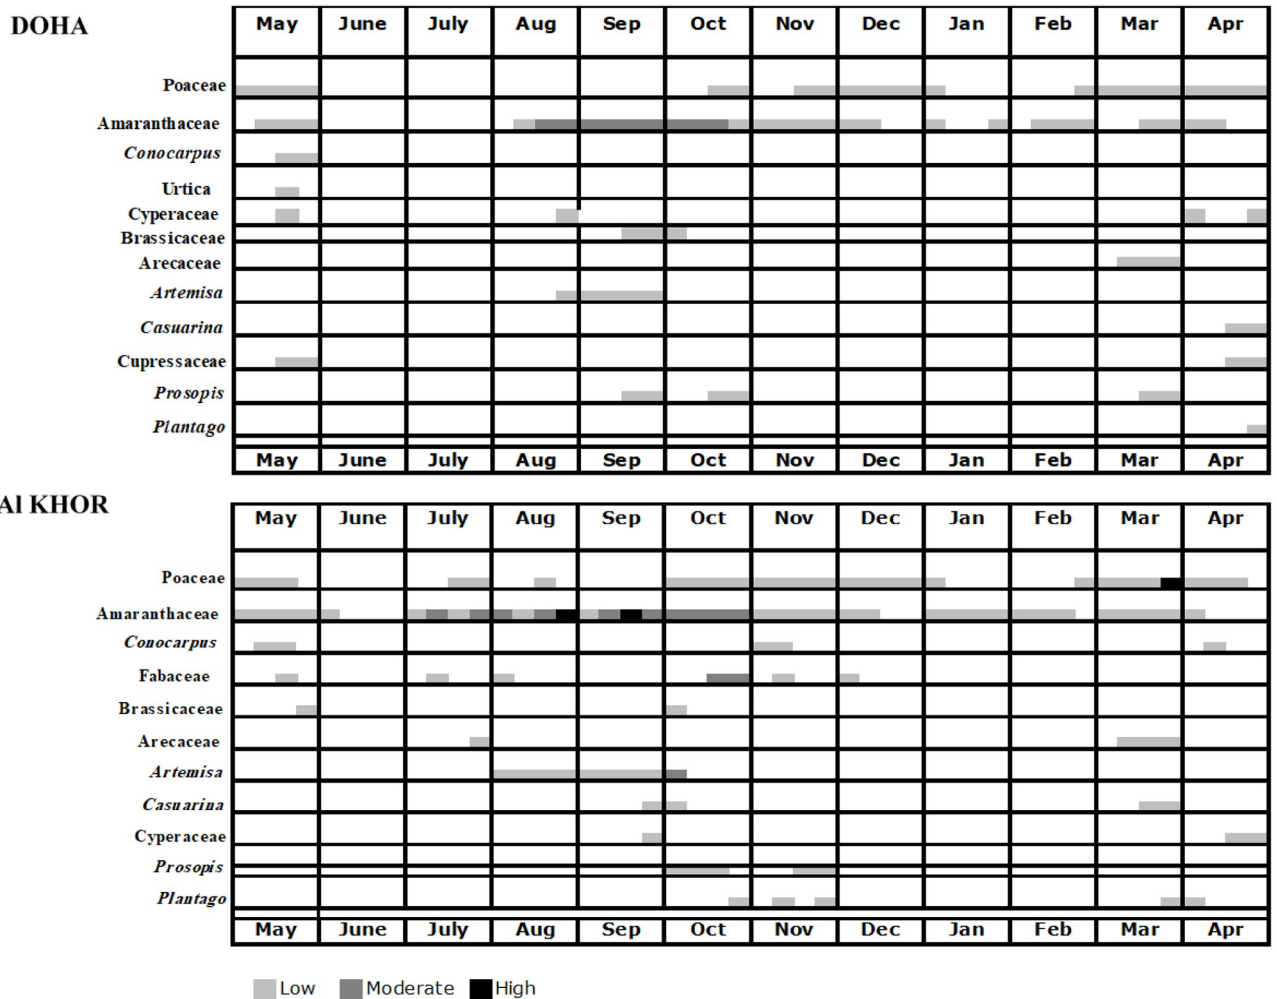 DOHA
May June July Aug Sep Oct Nov Dec Jan Feb Mar Apr
Poaceae
Amaranthaceae
Conocarpus
Urtica
Cyperaceae
Brassicaceae
Arecaceae
Artemisa
Casuarina
Cupressaceae
Prosopis
Plantago
May June July Aug Sep Oct Nov Dec Jan Feb Mar Apr
Al KHOR
May June July Aug Sep Oct Nov Dec Jan Feb Mar Apr
Poaceae
Amaranthaceae
Conocarpus
Fabaceae
Brassicaceae
Arecaceae
Artemisa
Casuarina
Cyperaceae
Prosopis
Plantago
May June July Aug Sep Oct Nov Dec Jan Feb Mar Apr
Low Moderate High